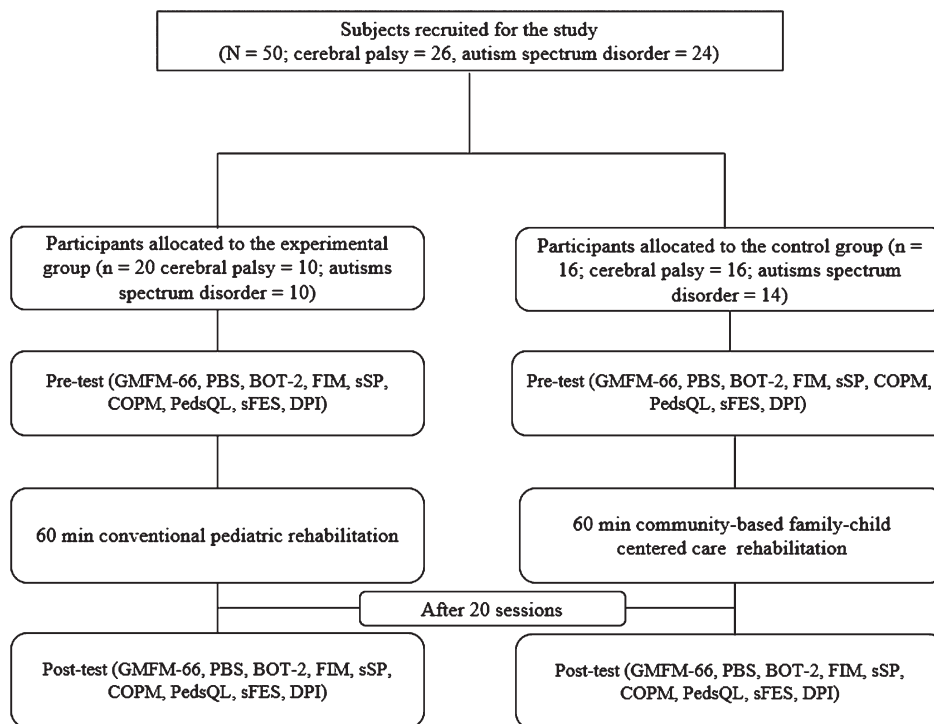 Subjects recruited for the study
(N = 50; cerebral palsy = 26, autism spectrum disorder = 24)
Participants allocated to the experimental
group (n = 20 cerebral palsy = 10; autisms
spectrum disorder = 10)
Participants allocated to the control group (n =
16; cerebral palsy = 16; autisms spectrum
disorder = 14)
Pre-test (GMFM-66, PBS, BOT-2, FIM, sSP,
COPM, PedsQL, sFES, DPI)
Pre-test (GMFM-66, PBS, BOT-2, FIM, sSP, COPM,
PedsQL, sFES, DPI)
60 min conventional pediatric rehabilitation
60 min community-based family-child
centered care rehabilitation
After 20 sessions
Post-test (GMFM-66, PBS, BOT-2, FIM, sSP,
COPM, PedsQL, sFES, DPI)
Post-test (GMFM-66, PBS, BOT-2, FIM, sSP,
COPM, PedsQL, sFES, DPI)